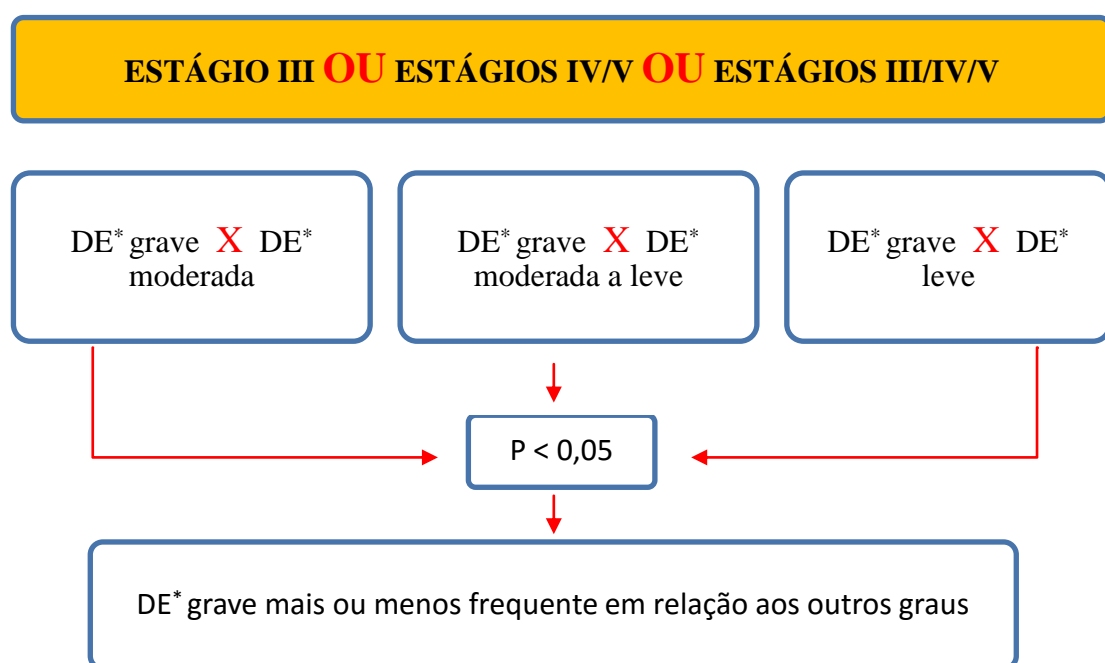 ESTÁGIO III OU ESTÁGIOS IV/V OU ESTÁGIOS III/IV/V
DE* grave X DE*
moderada
DE* grave X DE*
moderada a leve
DE* grave X DE*
leve
P < 0,05
DE* grave mais ou menos frequente em relação aos outros graus